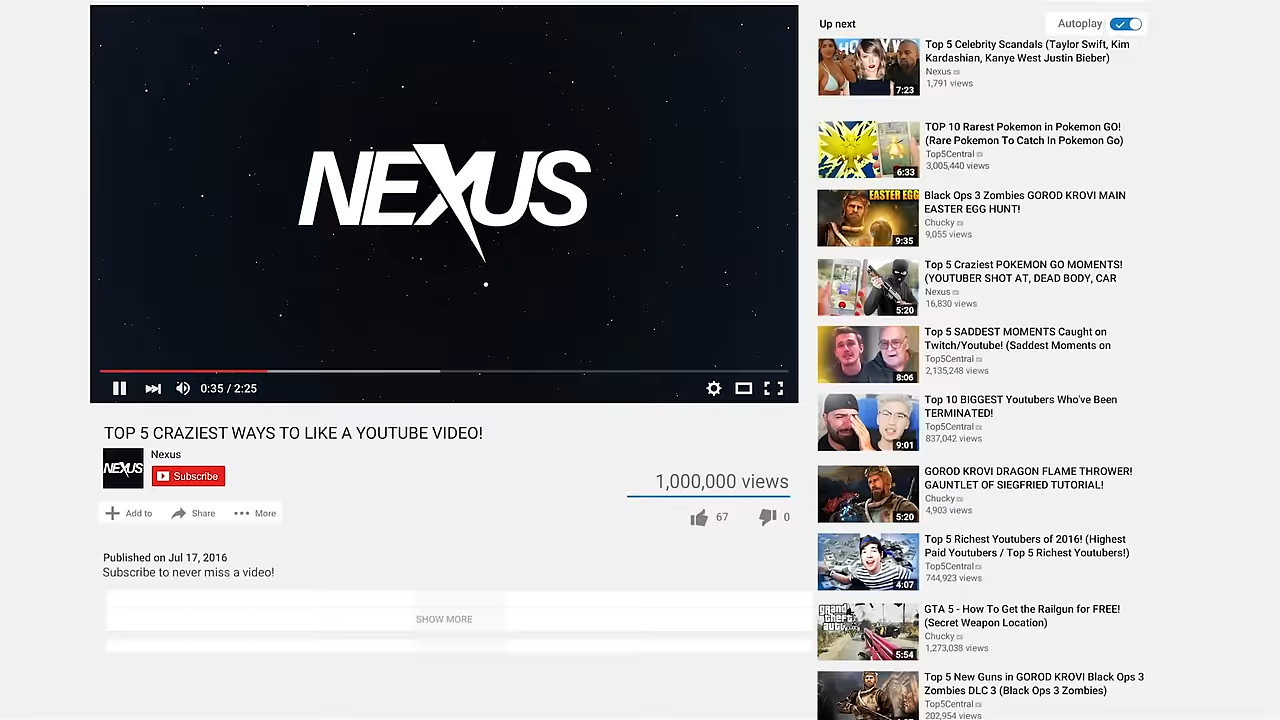 NEXUS
0:35 / 2:25
TOP 5 CRAZIEST WAYS TO LIKE A YOUTUBE VIDEO!
NEXUS
Nexus
Subscribe
1,000,000 views
Add to
Share
More
67
0
Published on Jul 17, 2016
Subscribe to never miss a video!
SHOW MORE
Up next
Autoplay
7:23
Top 5 Celebrity Scandals (Taylor Swift, Kim
Kardashian, Kanye West Justin Bieber)
Nexus
1,791 views
6:33
TOP 10 Rarest Pokemon in Pokemon GO!
(Rare Pokemon To Catch In Pokemon Go)
Top5Central
3,005,440 views
EASTER EGG
9:35
Black Ops 3 Zombies GOROD KROVI MAIN
EASTER EGG HUNT!
Chucky
9,055 views
5:20
Top 5 Craziest POKEMON GO MOMENTS!
(YOUTUBER SHOT AT, DEAD BODY, CAR
Nexus
16,830 views
8:06
Top 5 SADDEST MOMENTS Caught on
Twitch/Youtube! (Saddest Moments on
Top5Central
2,135,248 views
9:01
Top 10 BIGGEST Youtubers Who've Been
TERMINATED!
Top5Central
837,042 views
5:20
GOROD KROVI DRAGON FLAME THROWER!
GAUNTLET OF SIEGFRIED TUTORIAL!
Chucky
4,903 views
4:07
Top 5 Richest Youtubers of 2016! (Highest
Paid Youtubers / Top 5 Richest Youtubers!)
Top5Central
744,923 views
grand
theft
auto
5:54
GTA 5 - How To Get the Railgun for FREE!
(Secret Weapon Location)
Chucky
1,273,038 views
Top 5 New Guns in GOROD KROVI Black Ops 3
Zombies DLC 3 (Black Ops 3 Zombies)
Top5Central
202,954 views